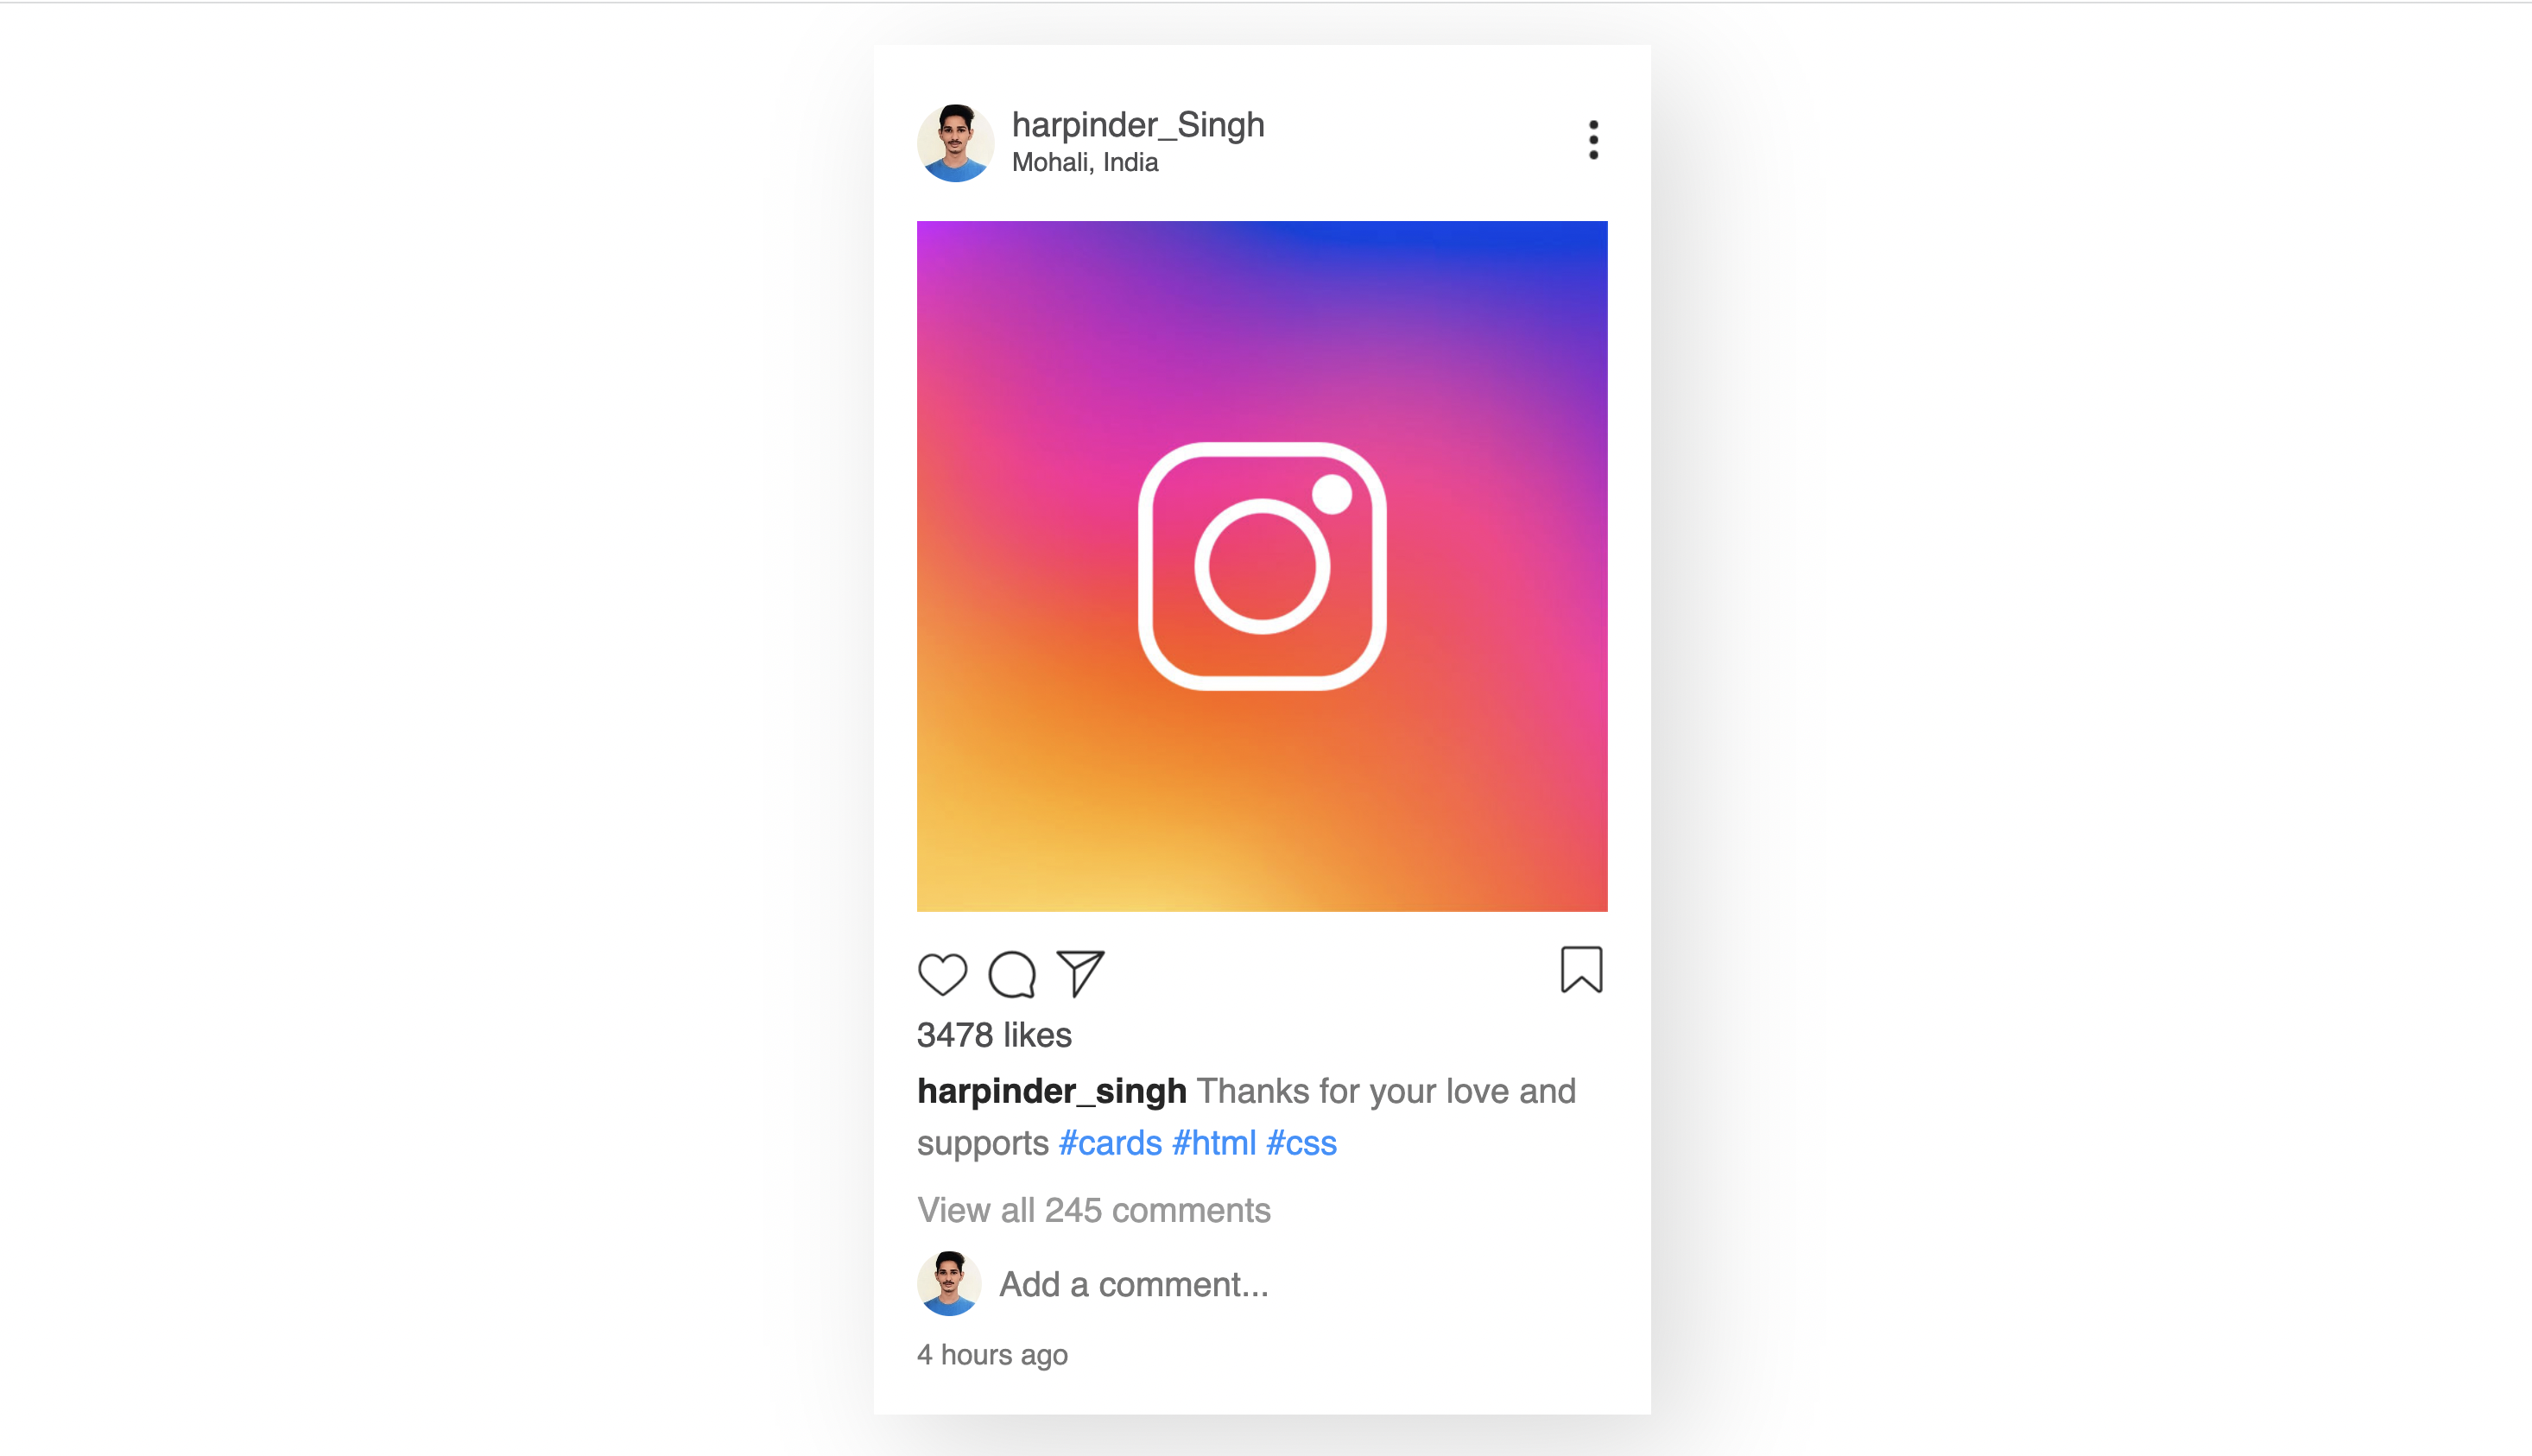 harpinder_Singh
Mohali, India
3478 likes
harpinder_singh Thanks for your love and
supports #cards #html #css
View all 245 comments
Add a comment...
4 hours ago